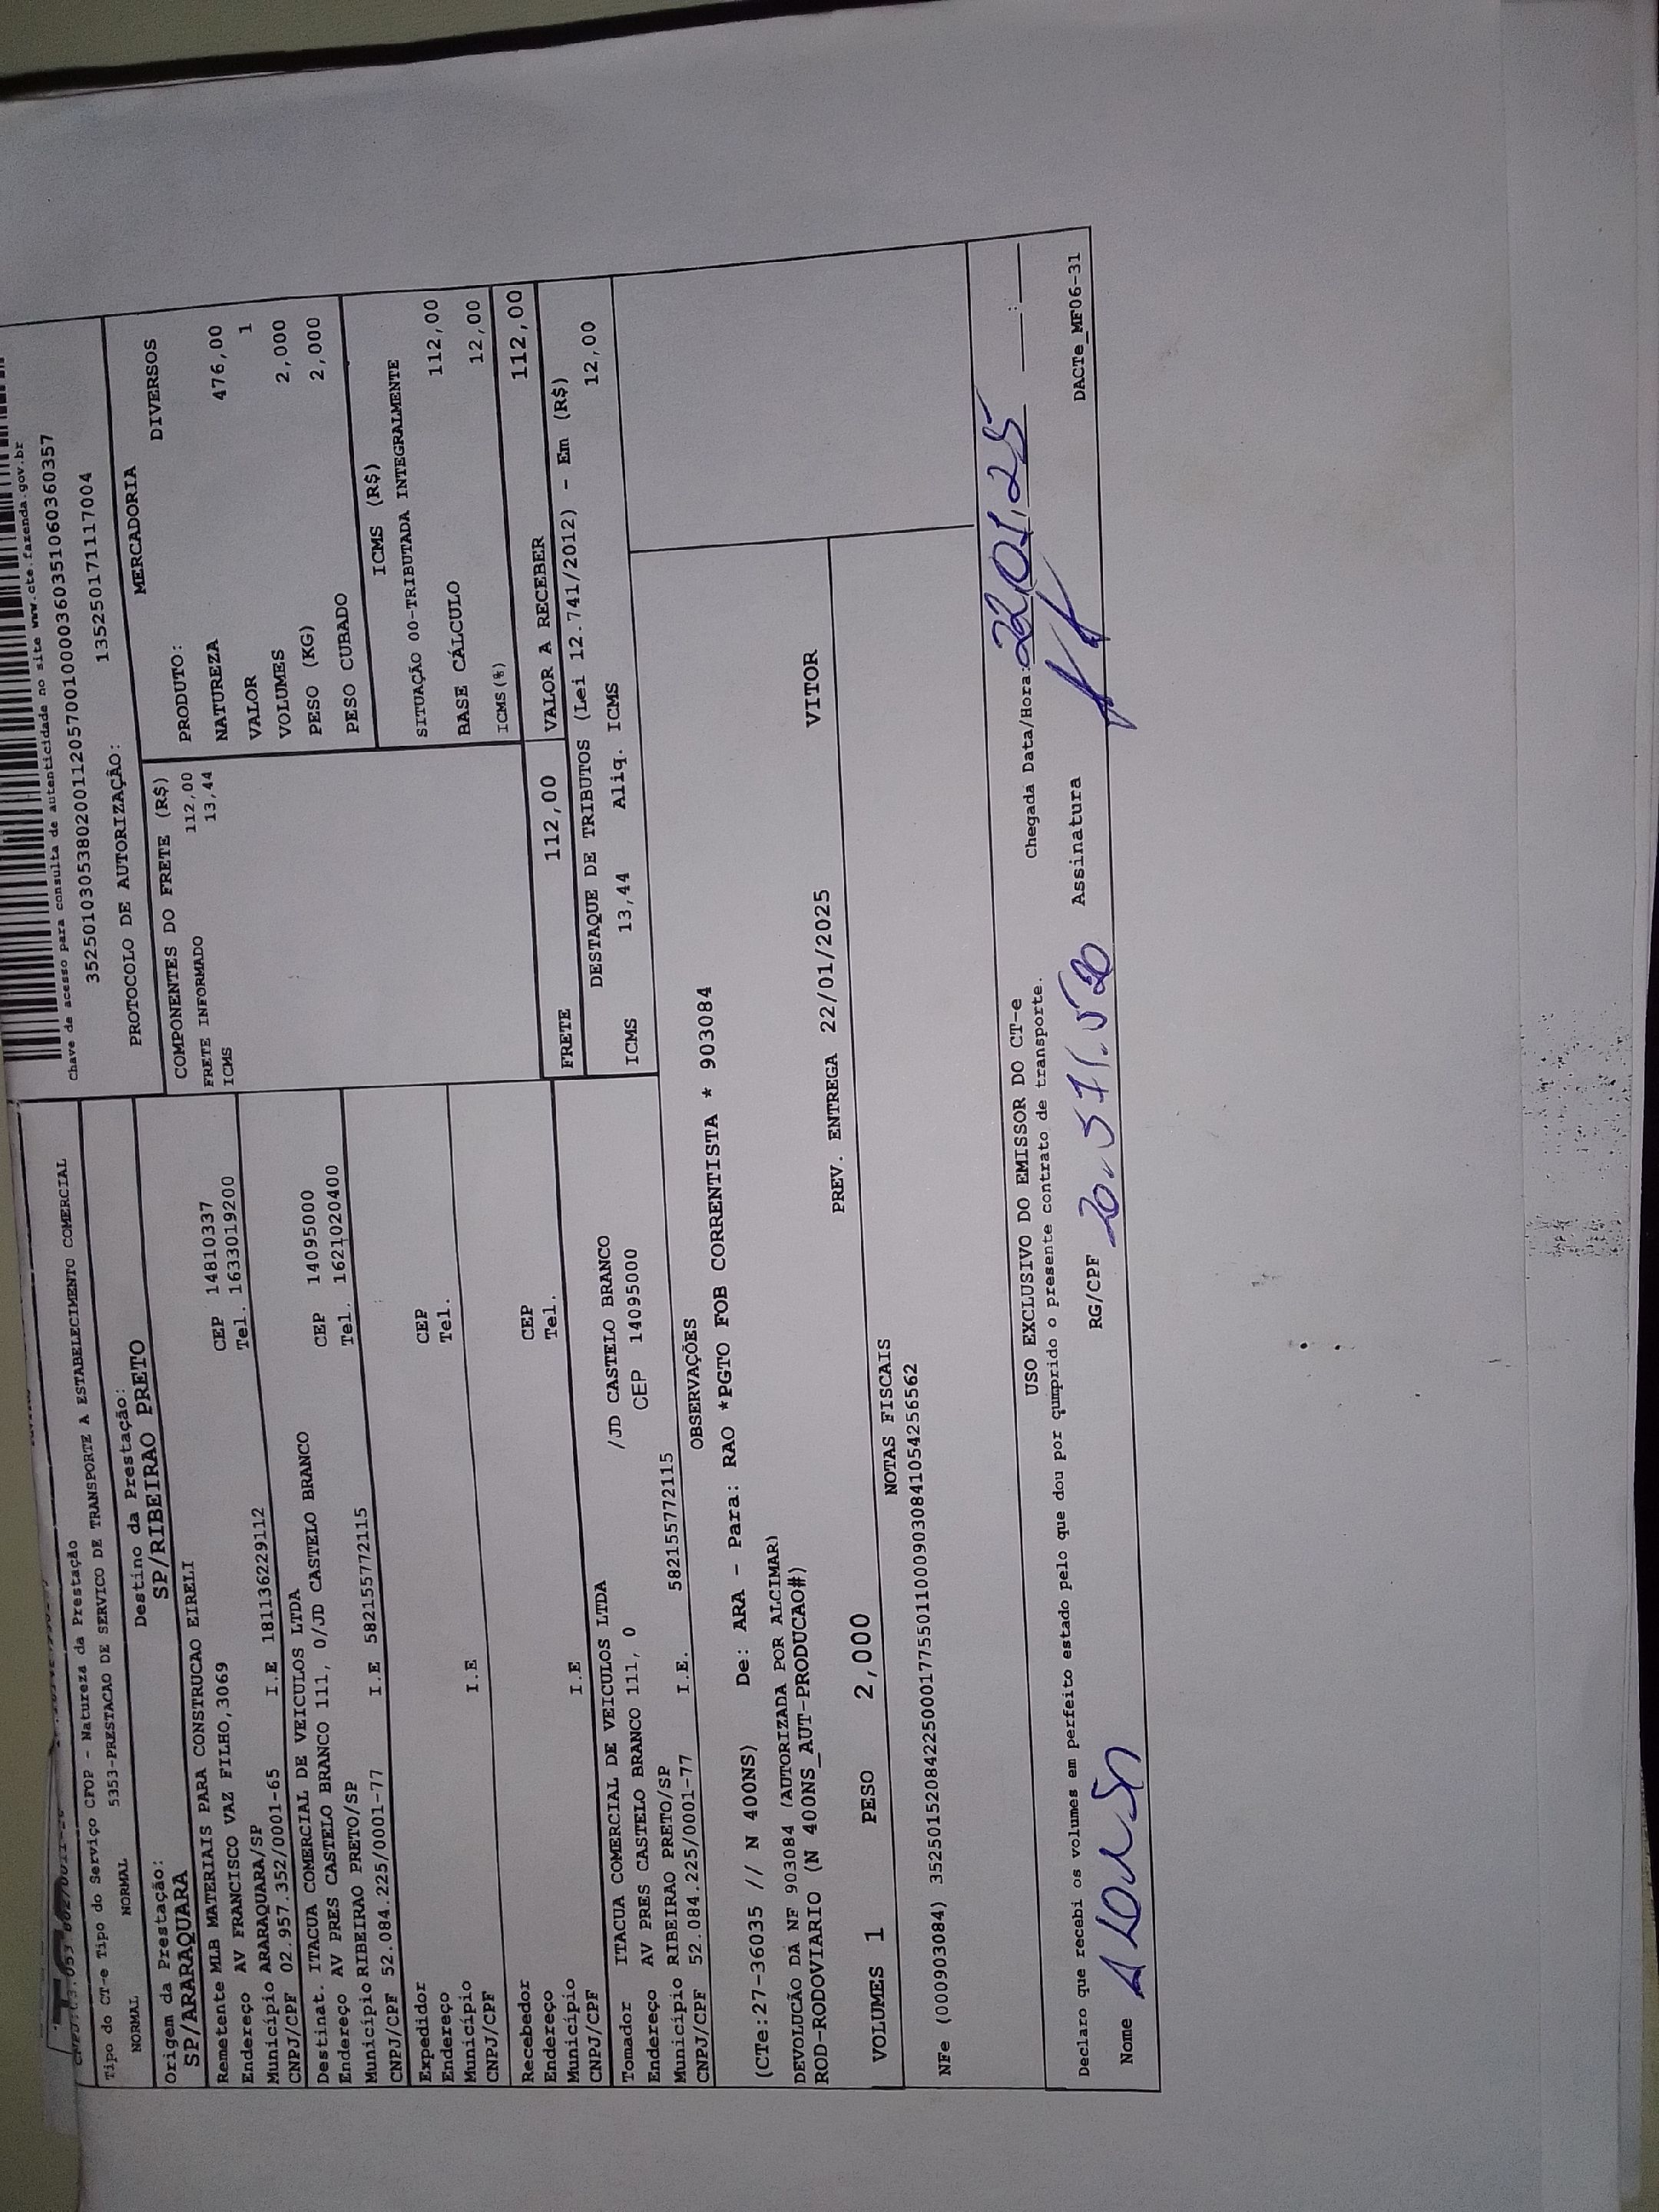 Chave de acesso para consulta de autenticidade no site www.cte.fazenda.gov.br
35250103053802001120570010000360351060360357
PROTOCOLO DE AUTORIZAÇÃO: 135250171117004
Tipo do CT-e Tipo do Serviço CFOP - Natureza da Prestação
NORMAL NORMAL 5353-PRESTACAO DE SERVICO DE TRANSPORTE A ESTABELECIMENTO COMERCIAL
Origem da Prestação: Destino da Prestação:
SP/ARARAQUARA SP/RIBEIRAO PRETO
Remetente MLB MATERIAIS PARA CONSTRUCAO EIRELI
Endereço AV FRANCISCO VAZ FILHO,3069 CEP 14810337
Município ARARAQUARA/SP Tel. 1633019200
CNPJ/CPF 02.957.352/0001-65 I.E 181136229112
Destinat. ITACUA COMERCIAL DE VEICULOS LTDA
Endereço AV PRES CASTELO BRANCO 111, 0/JD CASTELO BRANCO CEP 14095000
Município RIBEIRAO PRETO/SP Tel. 1621020400
CNPJ/CPF 52.084.225/0001-77 I.E 582155772115
Expedidor
Endereço CEP
Município Tel.
CNPJ/CPF I.E
Recebedor
Endereço CEP
Município Tel.
CNPJ/CPF I.E
Tomador ITACUA COMERCIAL DE VEICULOS LTDA
Endereço AV PRES CASTELO BRANCO 111, 0 /JD CASTELO BRANCO
Município RIBEIRAO PRETO/SP CEP 14095000
CNPJ/CPF 52.084.225/0001-77 I.E. 582155772115
COMPONENTES DO FRETE (R$)
FRETE INFORMADO 112,00
ICMS 13,44
MERCADORIA
PRODUTO: DIVERSOS
NATUREZA
VALOR 476,00
VOLUMES 1
PESO (KG) 2,000
PESO CUBADO 2,000
ICMS (R$)
SITUAÇÃO 00-TRIBUTADA INTEGRALMENTE
BASE CÁLCULO 112,00
ICMS(%) 12,00
FRETE 112,00 VALOR A RECEBER 112,00
DESTAQUE DE TRIBUTOS (Lei 12.741/2012) - Em (R$)
ICMS 13,44 Aliq. ICMS 12,00
OBSERVAÇÕES
(CTe:27-36035 // N 400NS) De: ARA - Para: RAO *PGTO FOB CORRENTISTA * 903084
DEVOLUCÃO DA NF 903084 (AUTORIZADA POR ALCIMAR)
ROD-RODOVIARIO (N 400NS_AUT-PRODUCAO#) VITOR
PREV. ENTREGA 22/01/2025
VOLUMES 1 PESO 2,000
NOTAS FISCAIS
NFe (000903084) 35250152084225000177550110009030841054256562
USO EXCLUSIVO DO EMISSOR DO CT-e
Declaro que recebi os volumes em perfeito estado pelo que dou por cumprido o presente contrato de transporte. Chegada Data/Hora: 22,01,25 __:__
Nome RG/CPF Assinatura
DACTe_MF06-31